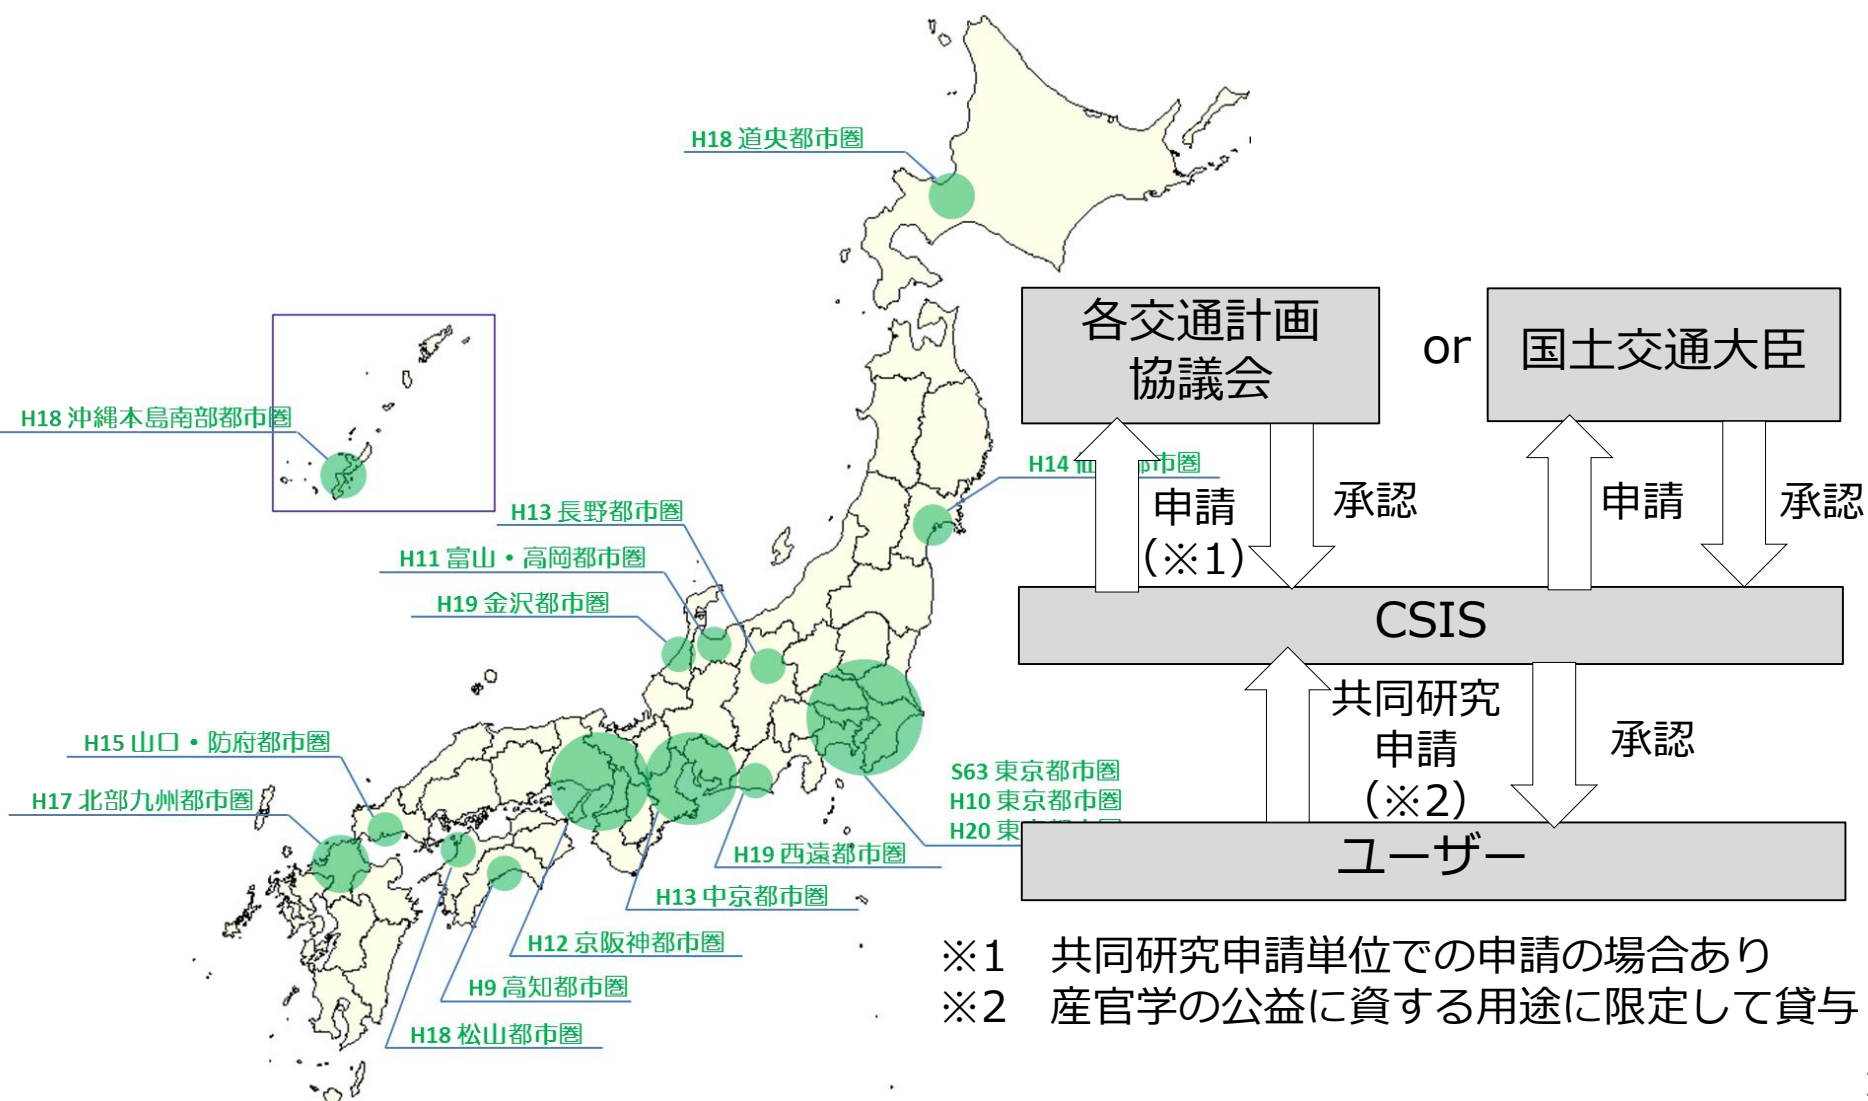 H18 道央都市圏
H18 沖縄本島南部都市圏
H14
都市圏
H13 長野都市圏
H11 富山・高岡都市圏
H19 金沢都市圏
H15 山口・防府都市圏
H17 北部九州都市圏
S63 東京都市圏
H10 東京都市圏
H20
H19 西遠都市圏
H13 中京都市圏
H12 京阪神都市圏
H9 高知都市圏
H18 松山都市圏
各交通計画
協議会
or
国土交通大臣
申請
(※1)
承認
申請
承認
CSIS
共同研究
申請
(※2)
承認
ユーザー
※1 共同研究申請単位での申請の場合あり
※2 産官学の公益に資する用途に限定して貸与